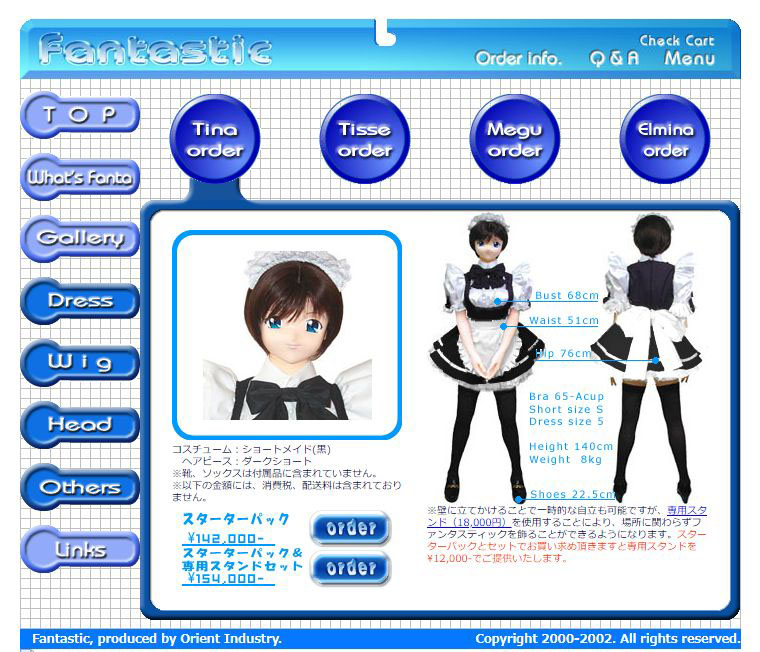 Fantastic
Check Cart
Order info.
Q & A
Menu
TOP
What's Fanta
Gallery
Dress
Wig
Head
Others
Links
Tina
order
Tisse
order
Megu
order
Elmina
order
コスチューム：ショートメイド(黒)
ヘアピース：ダークショート
※靴、ソックスは付属品に含まれていません。
※以下の金額には、消費税、配送料は含まれており
ません。
スターターパック
¥142,000-
order
スターターパック＆
専用スタンドセット
¥154,000-
order
Bust 68cm
Waist 51cm
Hip 76cm
Bra 65-Acup
Short size S
Dress size 5
Height 140cm
Weight 8kg
Shoes 22.5cm
※壁に立てかけることで一時的な自立も可能ですが、専用スタ
ンド（18,000円）を使用することにより、場所に関わらずフ
ァンタスティックを飾ることができるようになります。スター
ターパックとセットでお買い求め頂きますと専用スタンドを
¥12,000-でご提供いたします。
Fantastic, produced by Orient Industry.
Copyright 2000-2002. All rights reserved.